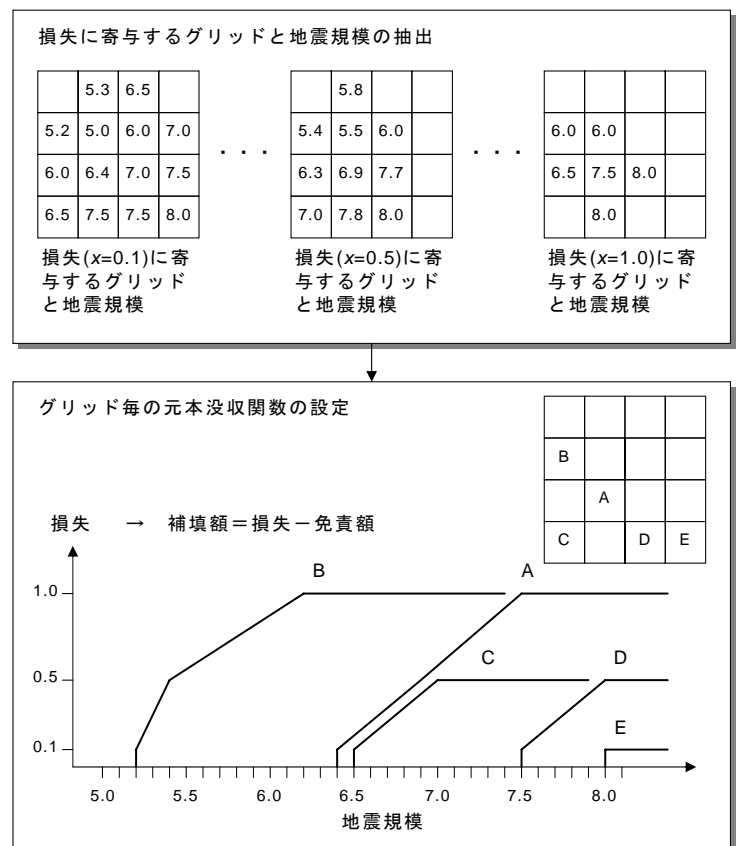 損失に寄与するグリッドと地震規模の抽出
5.3 6.5
5.2 5.0 6.0 7.0
6.0 6.4 7.0 7.5
6.5 7.5 7.5 8.0
損失(x=0.1)に寄
与するグリッド
と地震規模
・・・
5.8
5.4 5.5 6.0
6.3 6.9 7.7
7.0 7.8 8.0
損失(x=0.5)に寄
与するグリッド
と地震規模
・・・
6.0 6.0
6.5 7.5 8.0
8.0
損失(x=1.0)に寄
与するグリッド
と地震規模
グリッド毎の元本没収関数の設定
B
A
C D E
損失 → 補填額＝損失－免責額
B A
1.0
C D
0.5
E
0.1
5.0 5.5 6.0 6.5 7.0 7.5 8.0
地震規模